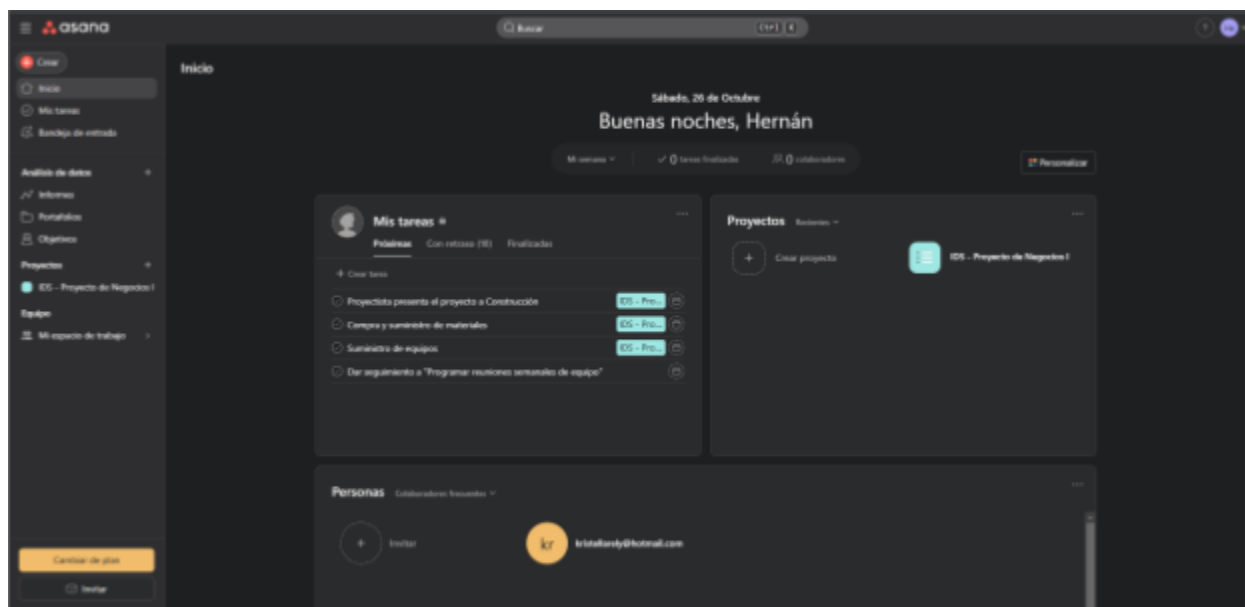 asana
Buscar
Ctrl K
Crear
Inicio
Mis tareas
Bandeja de entrada
Análisis de datos
Informes
Portafolios
Objetivos
Proyectos
IDS - Proyecto de Negocios I
Equipo
Mi espacio de trabajo
Cambiar de plan
Invitar
Inicio
Sábado, 26 de Octubre
Buenas noches, Hernán
Mi semana
0 tareas finalizadas
0 colaboradores
Personalizar
Mis tareas
Próximas Con retraso (10) Finalizadas
Crear tarea
Proyectista presenta el proyecto a Construcción IDS - Pro...
Compra y suministro de materiales IDS - Pro...
Suministro de equipos IDS - Pro...
Dar seguimiento a "Programar reuniones semanales de equipo"
Proyectos Recientes
Crear proyecto
IDS - Proyecto de Negocios I
Personas Colaboradores frecuentes
Invitar
kr